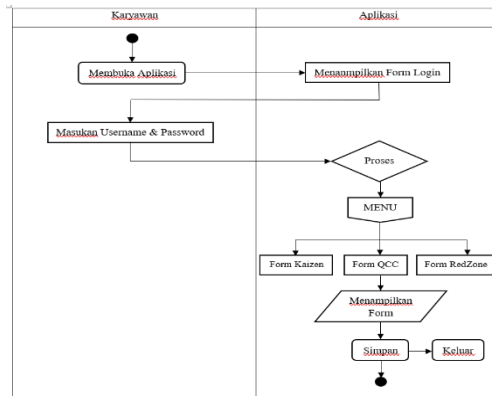 Karyawan
Aplikasi
Membuka Aplikasi
Menanmpilkan Form Login
Masukan Username & Password
Proses
MENU
Form Kaizen
Form QCC
Form RedZone
Menampilkan
Form
Simpan
Keluar